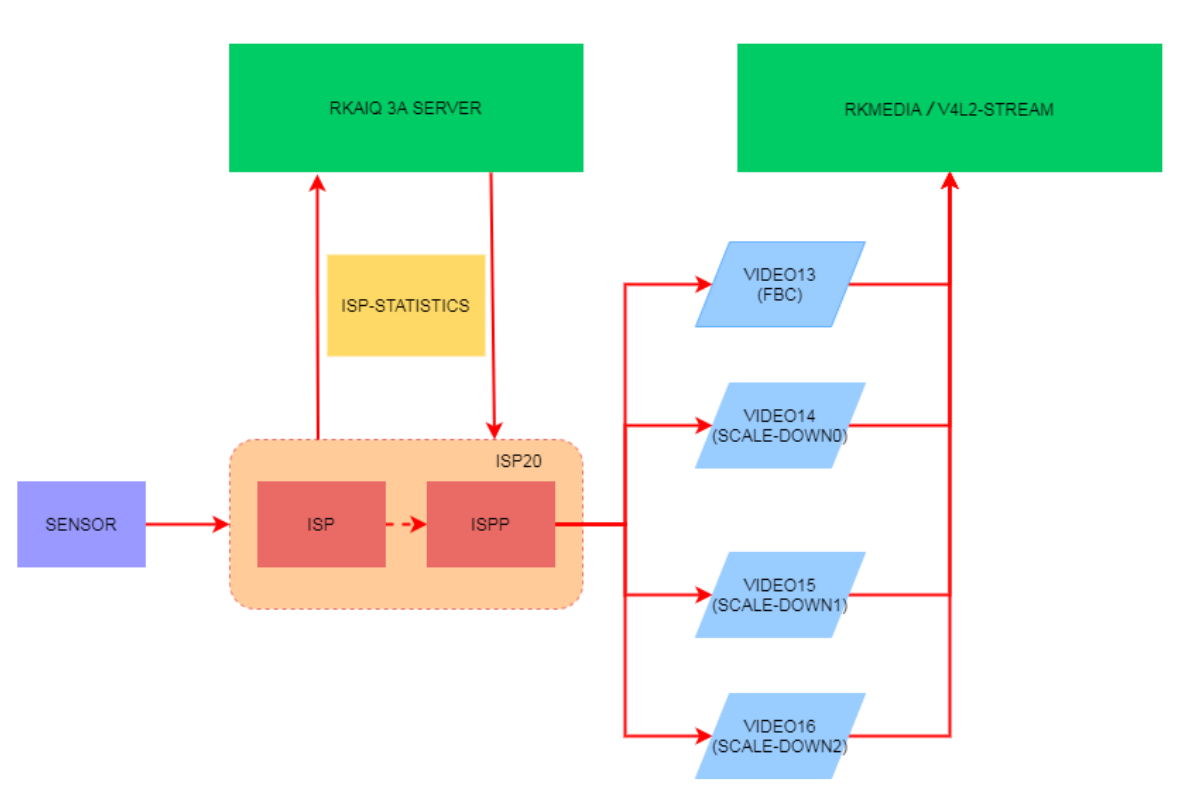 RKAIQ 3A SERVER
RKMEDIA / V4L2-STREAM
VIDEO13
(FBC)
ISP-STATISTICS
VIDEO14
(SCALE-DOWN0)
ISP20
SENSOR
ISP
ISPP
VIDEO15
(SCALE-DOWN1)
VIDEO16
(SCALE-DOWN2)